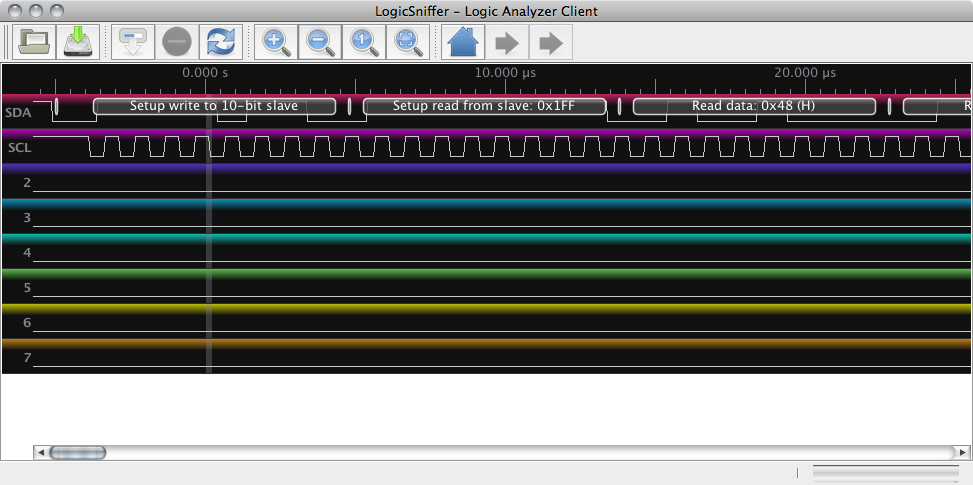 LogicSniffer – Logic Analyzer Client
1
0.000 s 10.000 µs 20.000 µs
SDA Setup write to 10-bit slave Setup read from slave: 0x1FF Read data: 0x48 (H) R
SCL
2
3
4
5
6
7